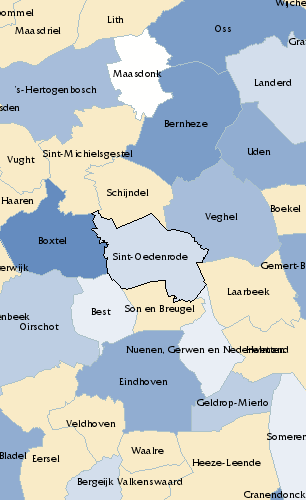 ommel
Lith
Wijche
Maasdriel
Oss
Gra
Maasdonk
Landerd
's-Hertogenbosch
sden
Bernheze
Uden
Sint-Michielsgestel
Vught
Schijndel
Haaren
Boekel
Veghel
Boxtel
Sint-Oedenrode
erwijk
Gemert-B
Laarbeek
Best
Son en Breugel
enbeek
Oirschot
Nuenen, Gerwen en Nederwetten
Helmond
Eindhoven
Geldrop-Mierlo
Veldhoven
Someren
Waalre
Bladel
Eersel
Heeze-Leende
Bergeijk
Valkenswaard
Cranendonck